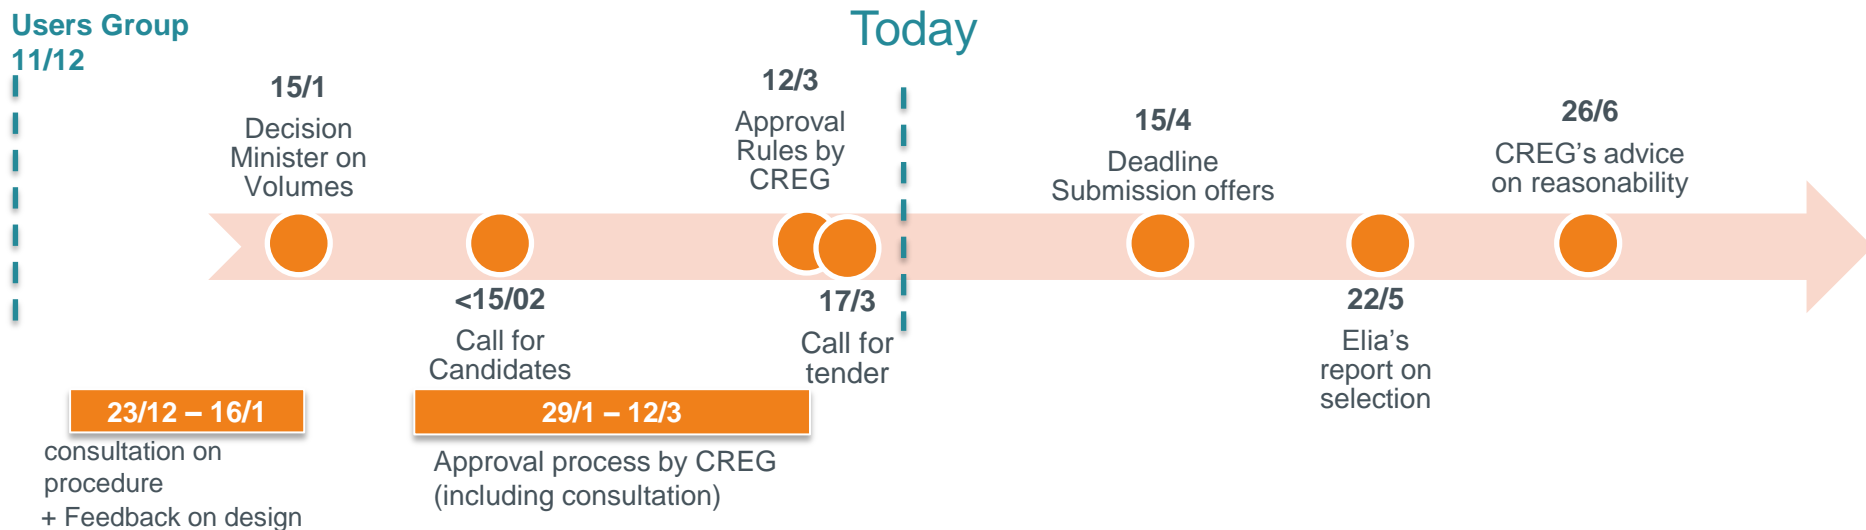 Users Group
11/12
Today
15/1
Decision
Minister on
Volumes
12/3
Approval
Rules by
CREG
15/4
Deadline
Submission offers
26/6
CREG’s advice
on reasonability
<15/02
Call for
Candidates
17/3
Call for
tender
22/5
Elia’s
report on
selection
23/12 – 16/1
consultation on
procedure
+ Feedback on design
29/1 – 12/3
Approval process by CREG
(including consultation)